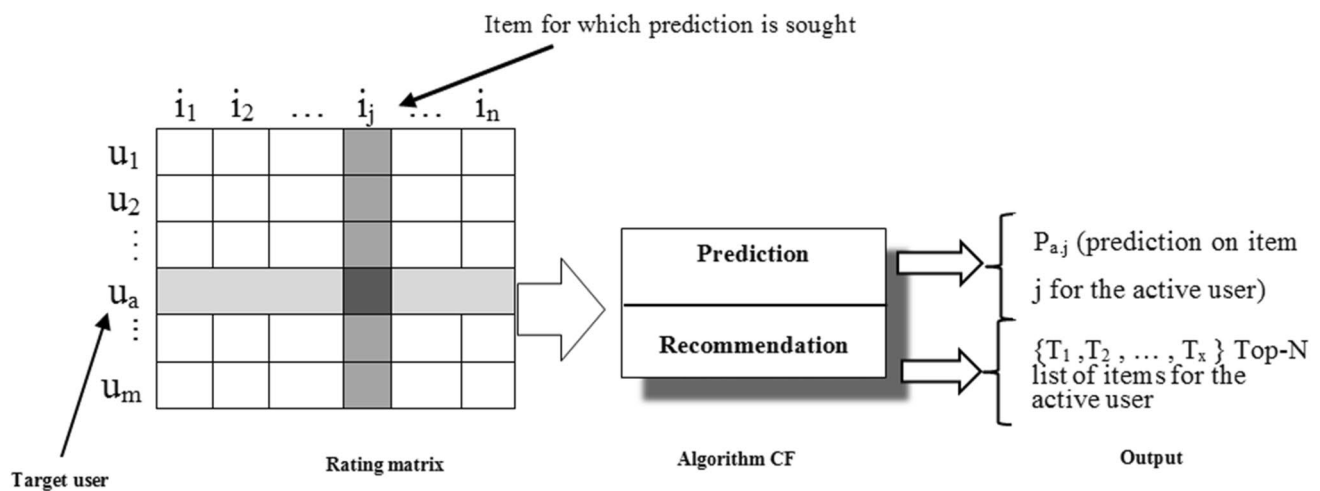 Item for which prediction is sought
i₁ i₂ ... iⱼ ... iₙ
u₁
u₂
⋮
uₐ
⋮
uₘ
Target user
Rating matrix
Prediction
Recommendation
Algorithm CF
Pₐ.ⱼ (prediction on item
j for the active user)
{T₁ ,T₂ , ... , Tₓ } Top-N
list of items for the
active user
Output